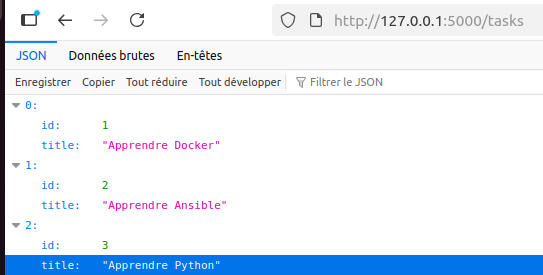 http://127.0.0.1:5000/tasks
JSON Données brutes En-têtes
Enregistrer Copier Tout réduire Tout développer Filtrer le JSON
0:
id: 1
title: "Apprendre Docker"
1:
id: 2
title: "Apprendre Ansible"
2:
id: 3
title: "Apprendre Python"